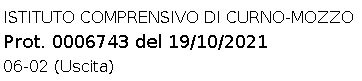 ISTITUTO COMPRENSIVO DI CURNO-MOZZO
Prot. 0006743 del 19/10/2021
06-02 (Uscita)